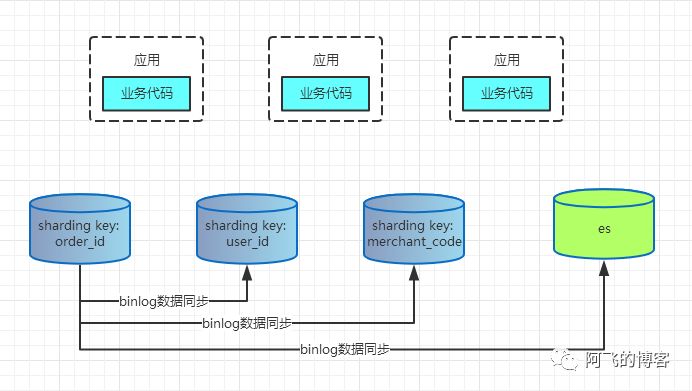 应用
应用
应用
业务代码
业务代码
业务代码
sharding key:
order_id
sharding key:
user_id
sharding key:
merchant_code
es
binlog数据同步
binlog数据同步
binlog数据同步
阿飞的博客